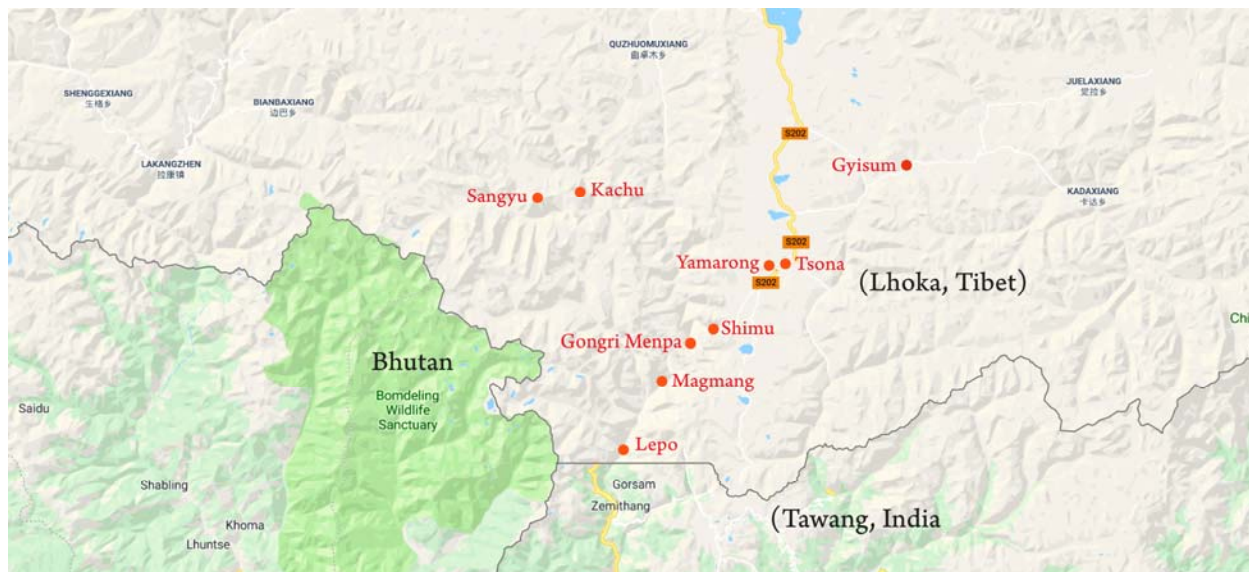 QUZHUOMUXIANG
曲卓木乡
SHENGGEXIANG
生格乡
BIANBAXIANG
边巴乡
JUELAXIANG
觉拉乡
S202
LAKANGZHEN
拉康镇
Gyisum
Sangyu
Kachu
KADAXIANG
卡达乡
S202
Yamarong
Tsona
S202
(Lhoka, Tibet)
Shimu
Chi
Gongri Menpa
Bhutan
Magmang
Bomdeling
Wildlife
Sanctuary
Saidu
Lepo
Shabling
Gorsam
Zemithang
(Tawang, India
Khoma
Lhuntse